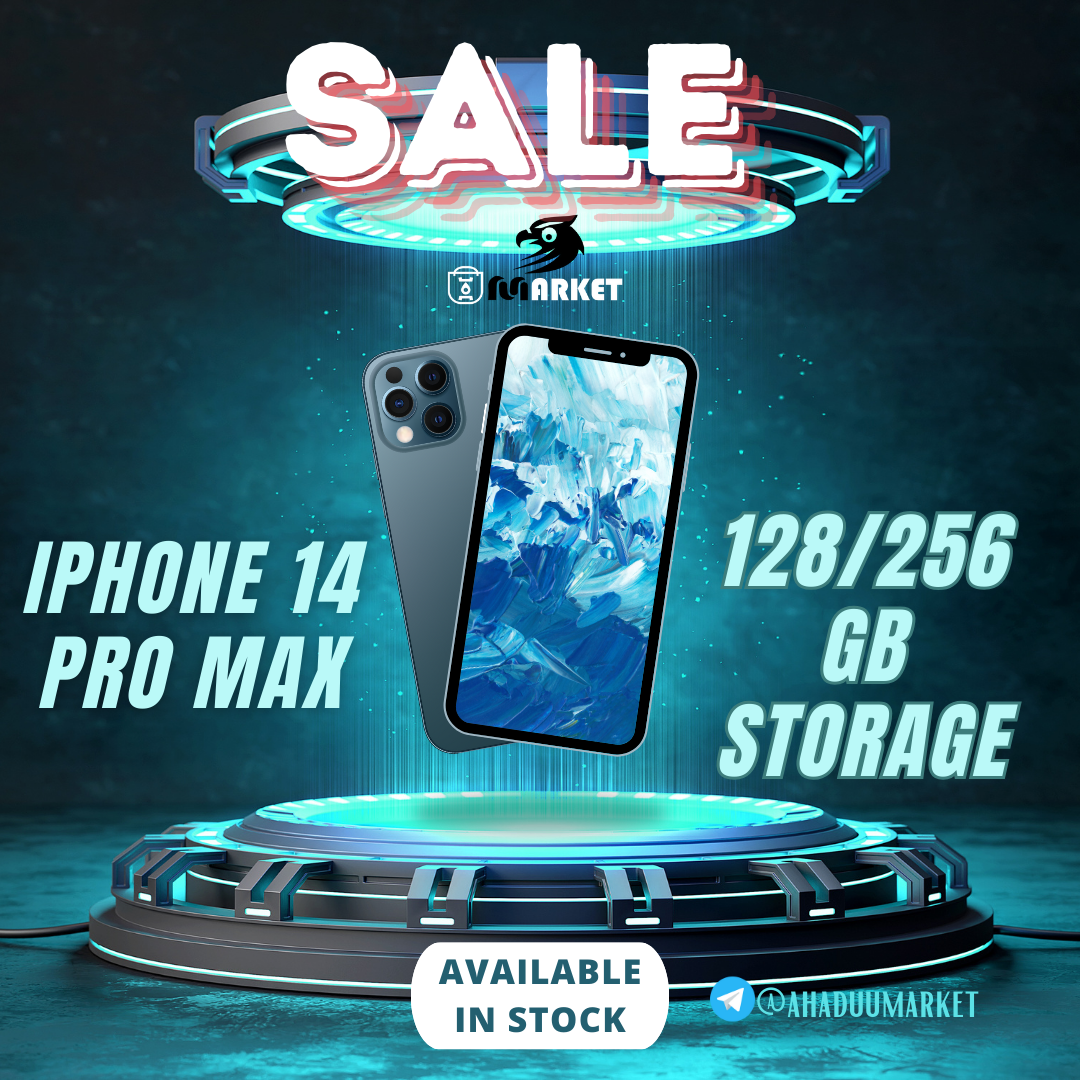 SALE
MARKET
IPHONE 14
PRO MAX
128/256
GB
STORAGE
AVAILABLE
IN STOCK
@AHADUUMARKET